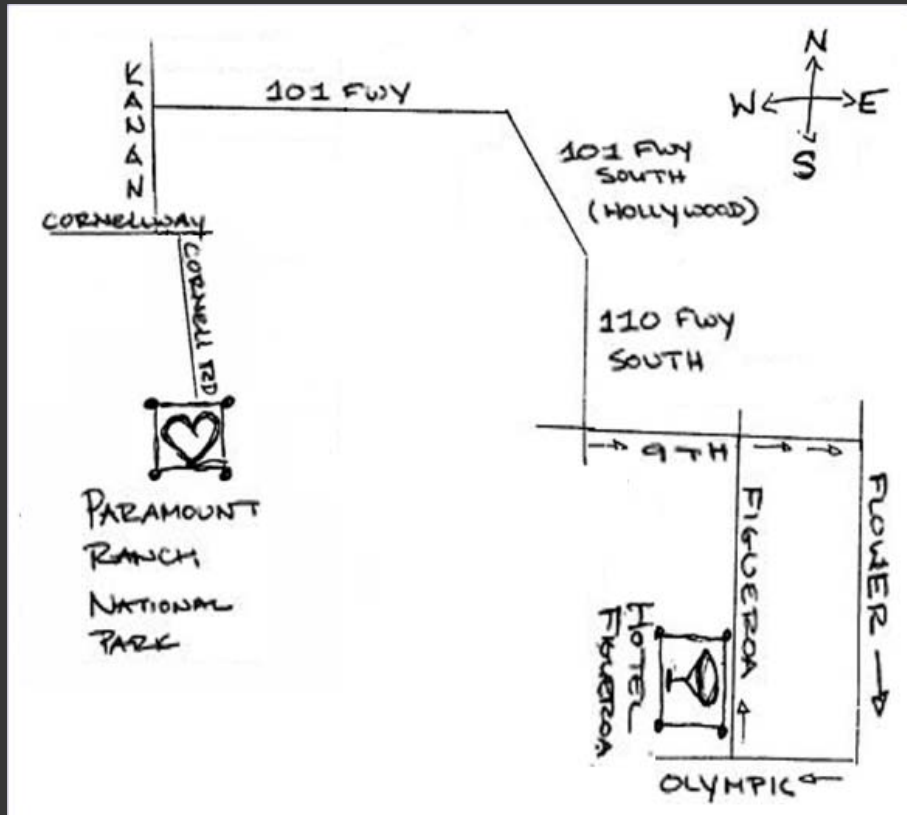 N
W E
S
KANAN
101 FWY
101 FWY
SOUTH
(HOLLYWOOD)
CORNELLWAY
CORNELL RD
110 FWY
SOUTH
9TH
FIGUEROA
FLOWER
PARAMOUNT
RANCH
NATIONAL
PARK
HOTEL
FIGUEROA
OLYMPIC